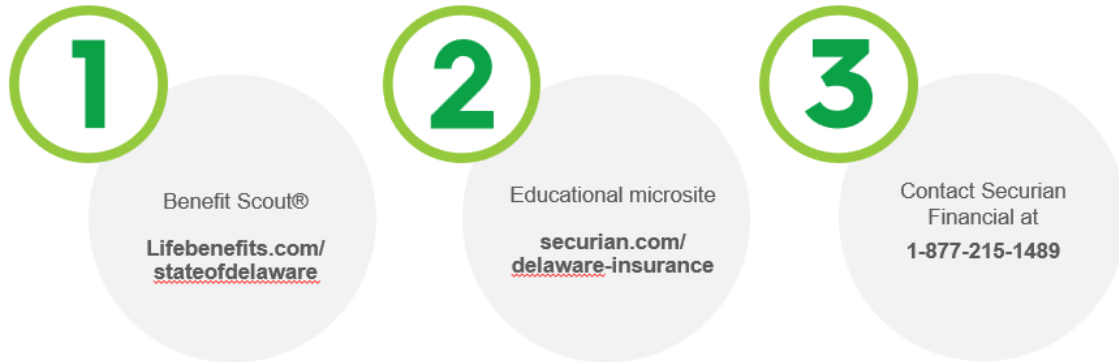 1
Benefit Scout®
Lifebenefits.com/
stateofdelaware
2
Educational microsite
securian.com/
delaware-insurance
3
Contact Securian
Financial at
1-877-215-1489